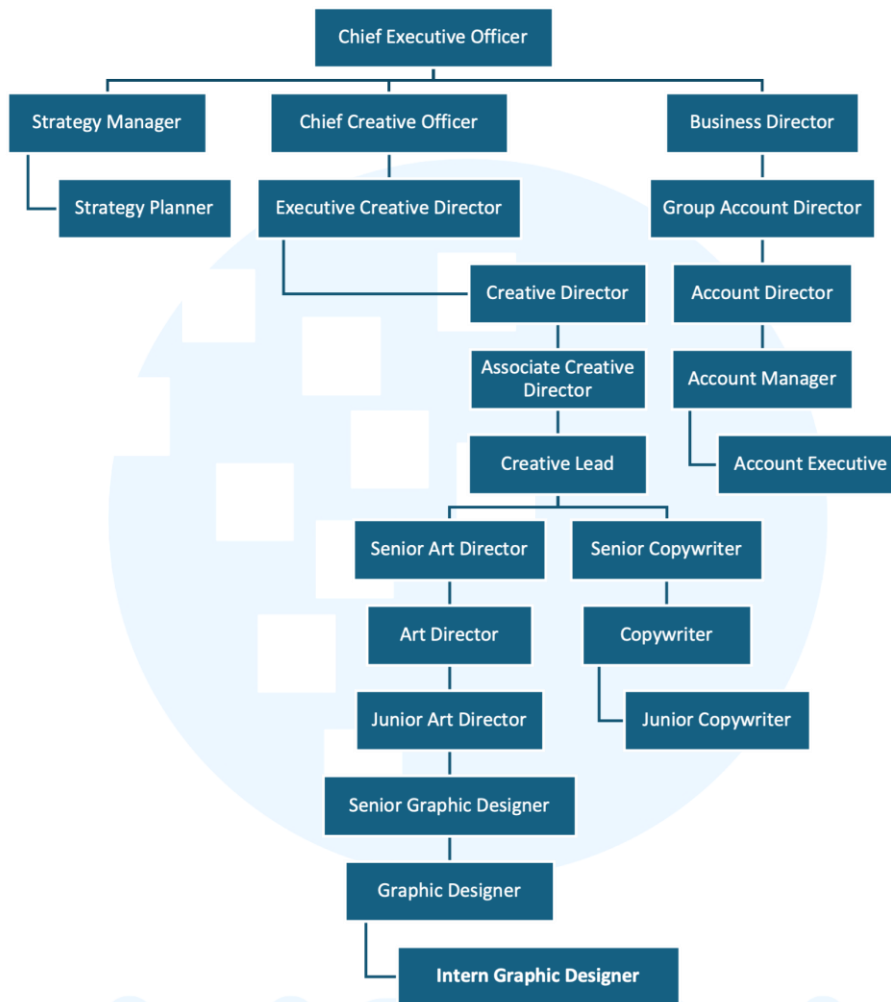 Chief Executive Officer
Strategy Manager
Chief Creative Officer
Business Director
Strategy Planner
Executive Creative Director
Group Account Director
Creative Director
Account Director
Associate Creative
Director
Account Manager
Creative Lead
Account Executive
Senior Art Director
Senior Copywriter
Art Director
Copywriter
Junior Art Director
Junior Copywriter
Senior Graphic Designer
Graphic Designer
Intern Graphic Designer